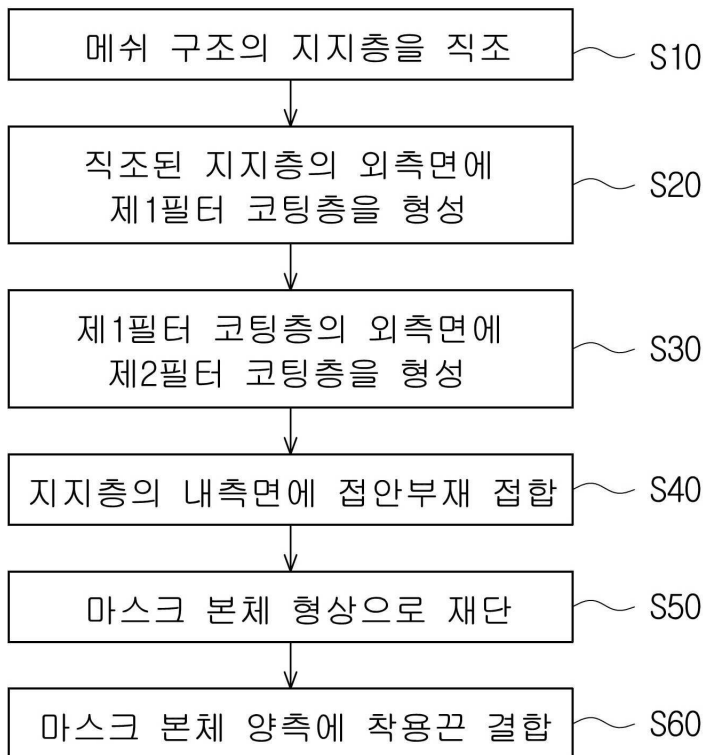 메쉬 구조의 지지층을 직조
S10
직조된 지지층의 외측면에
제1필터 코팅층을 형성
S20
제1필터 코팅층의 외측면에
제2필터 코팅층을 형성
S30
지지층의 내측면에 접안부재 접합
S40
마스크 본체 형상으로 재단
S50
마스크 본체 양측에 착용끈 결합
S60